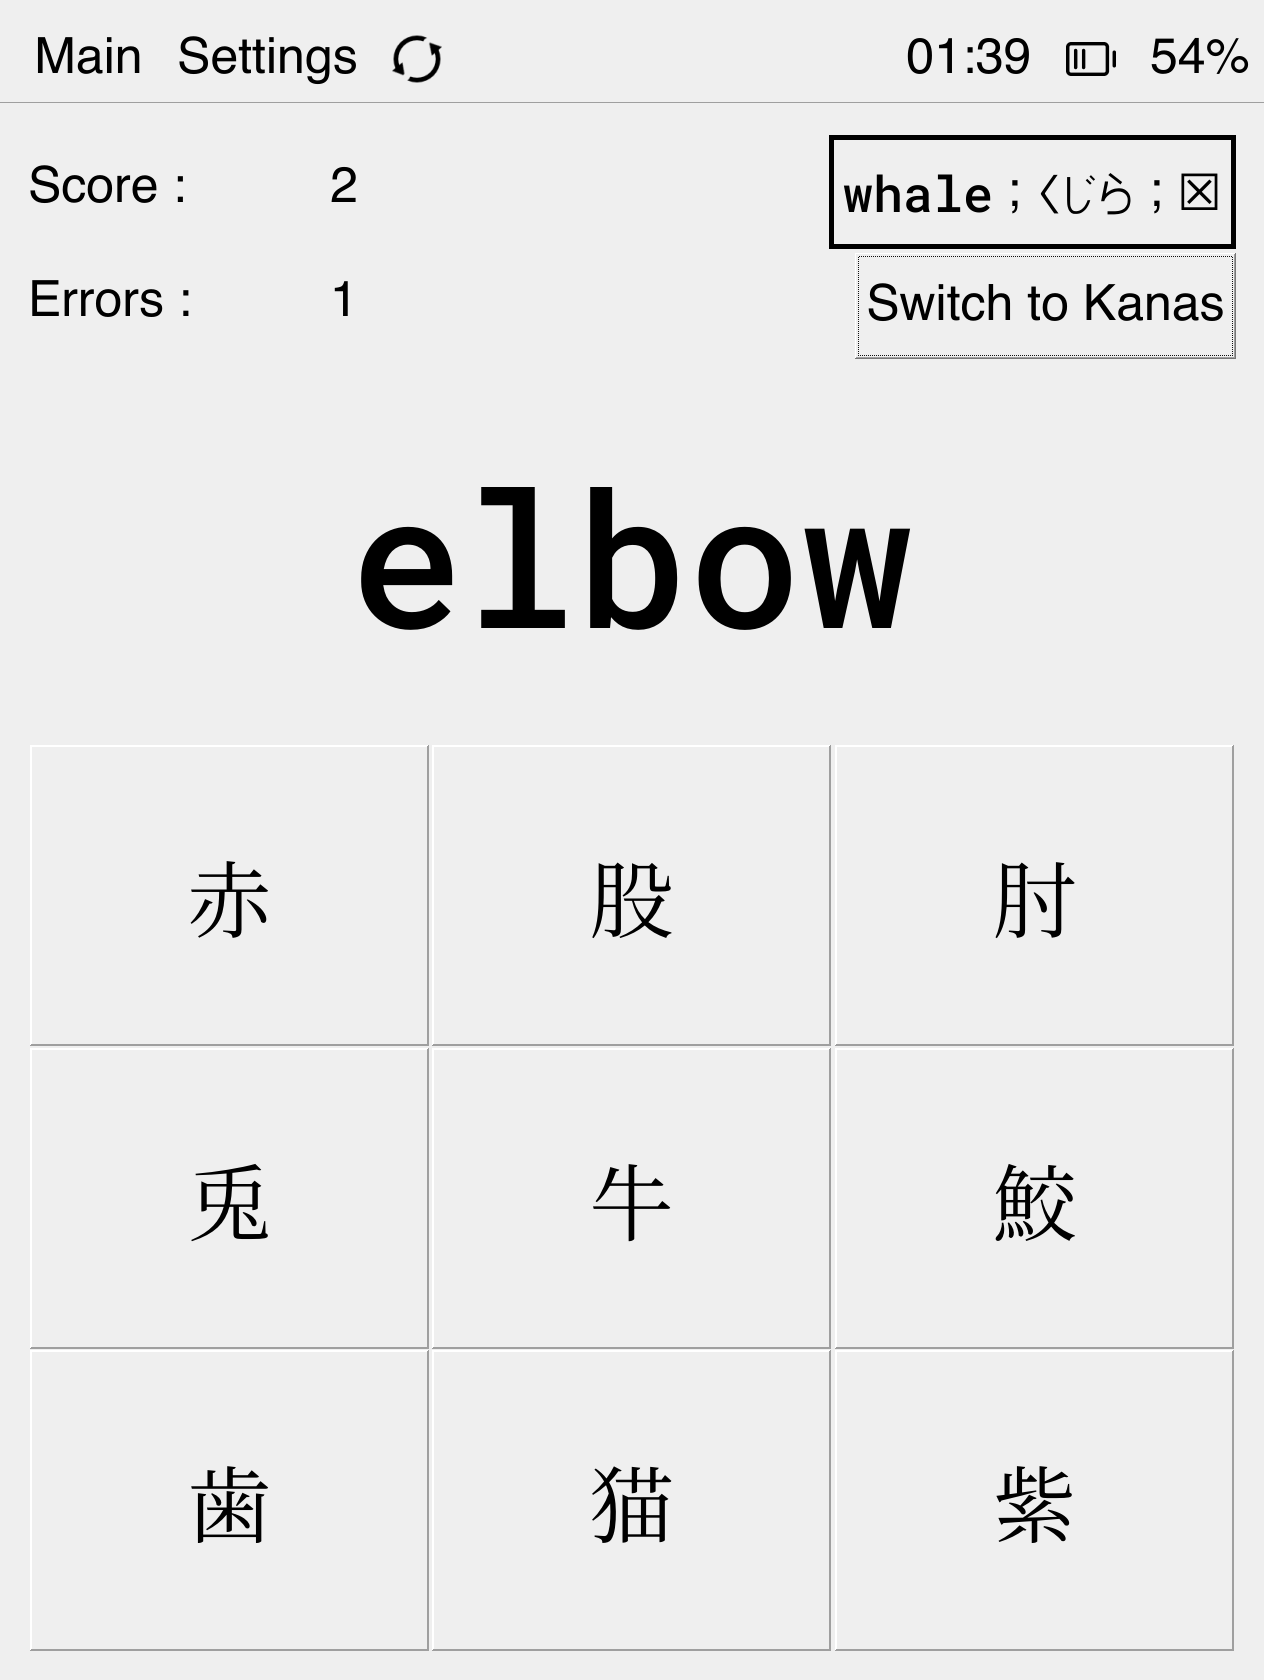 Main Settings 01:39 54%
Score : 2
whale ; くじら ; ☒
Errors : 1
Switch to Kanas
elbow
赤 股 肘
兎 牛 鮫
歯 猫 紫